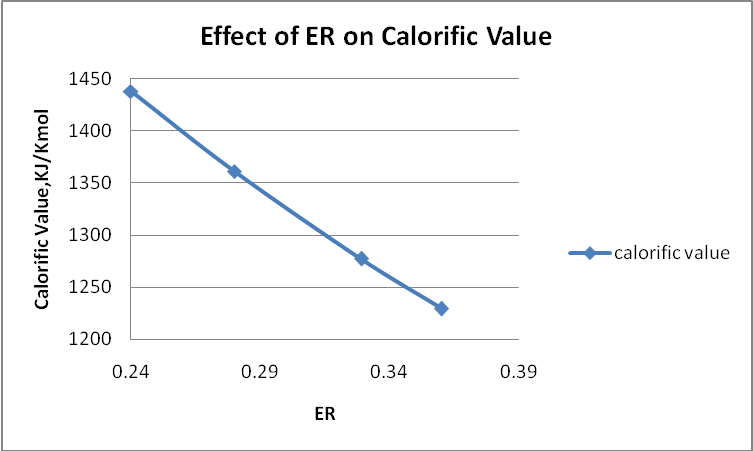 Effect of ER on Calorific Value
Calorific Value,KJ/Kmol
1450
1400
1350
1300
1250
1200
0.24 0.29 0.34 0.39
ER
calorific value